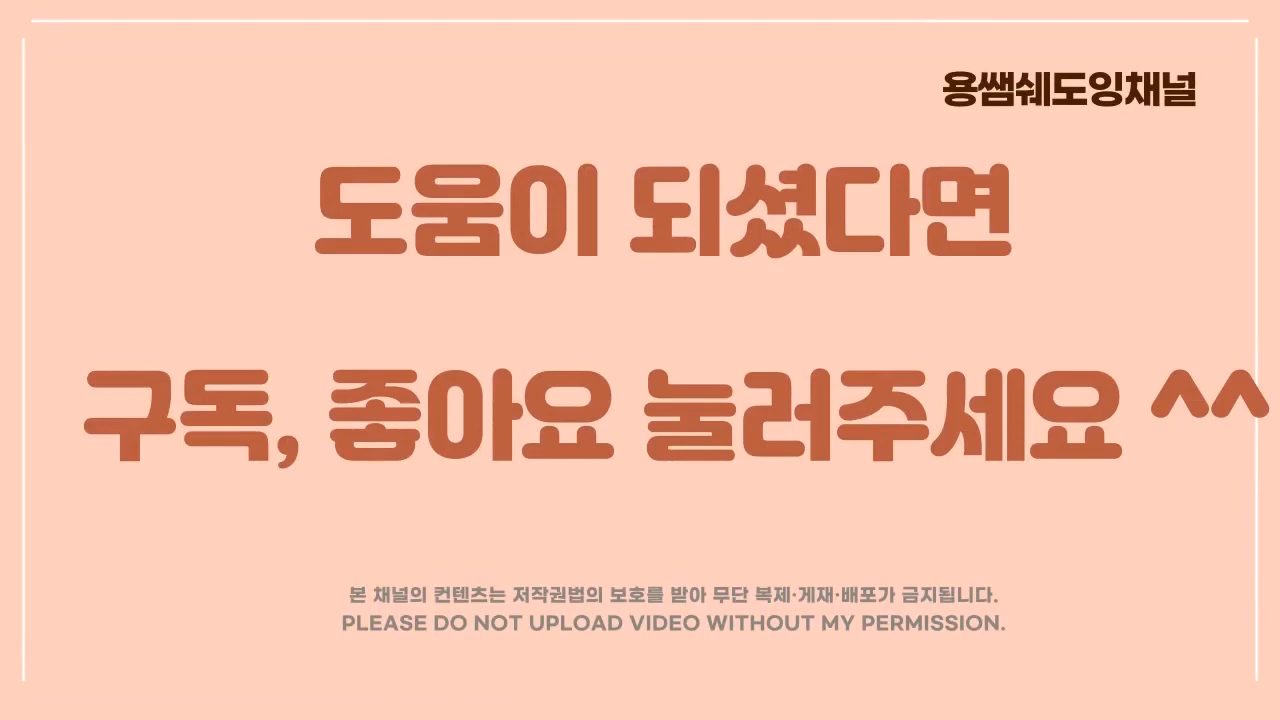 용쌤쉐도잉채널
도움이 되셨다면
구독, 좋아요 눌러주세요 ^^
본 채널의 컨텐츠는 저작권법의 보호를 받아 무단 복제·게재·배포가 금지됩니다.
PLEASE DO NOT UPLOAD VIDEO WITHOUT MY PERMISSION.